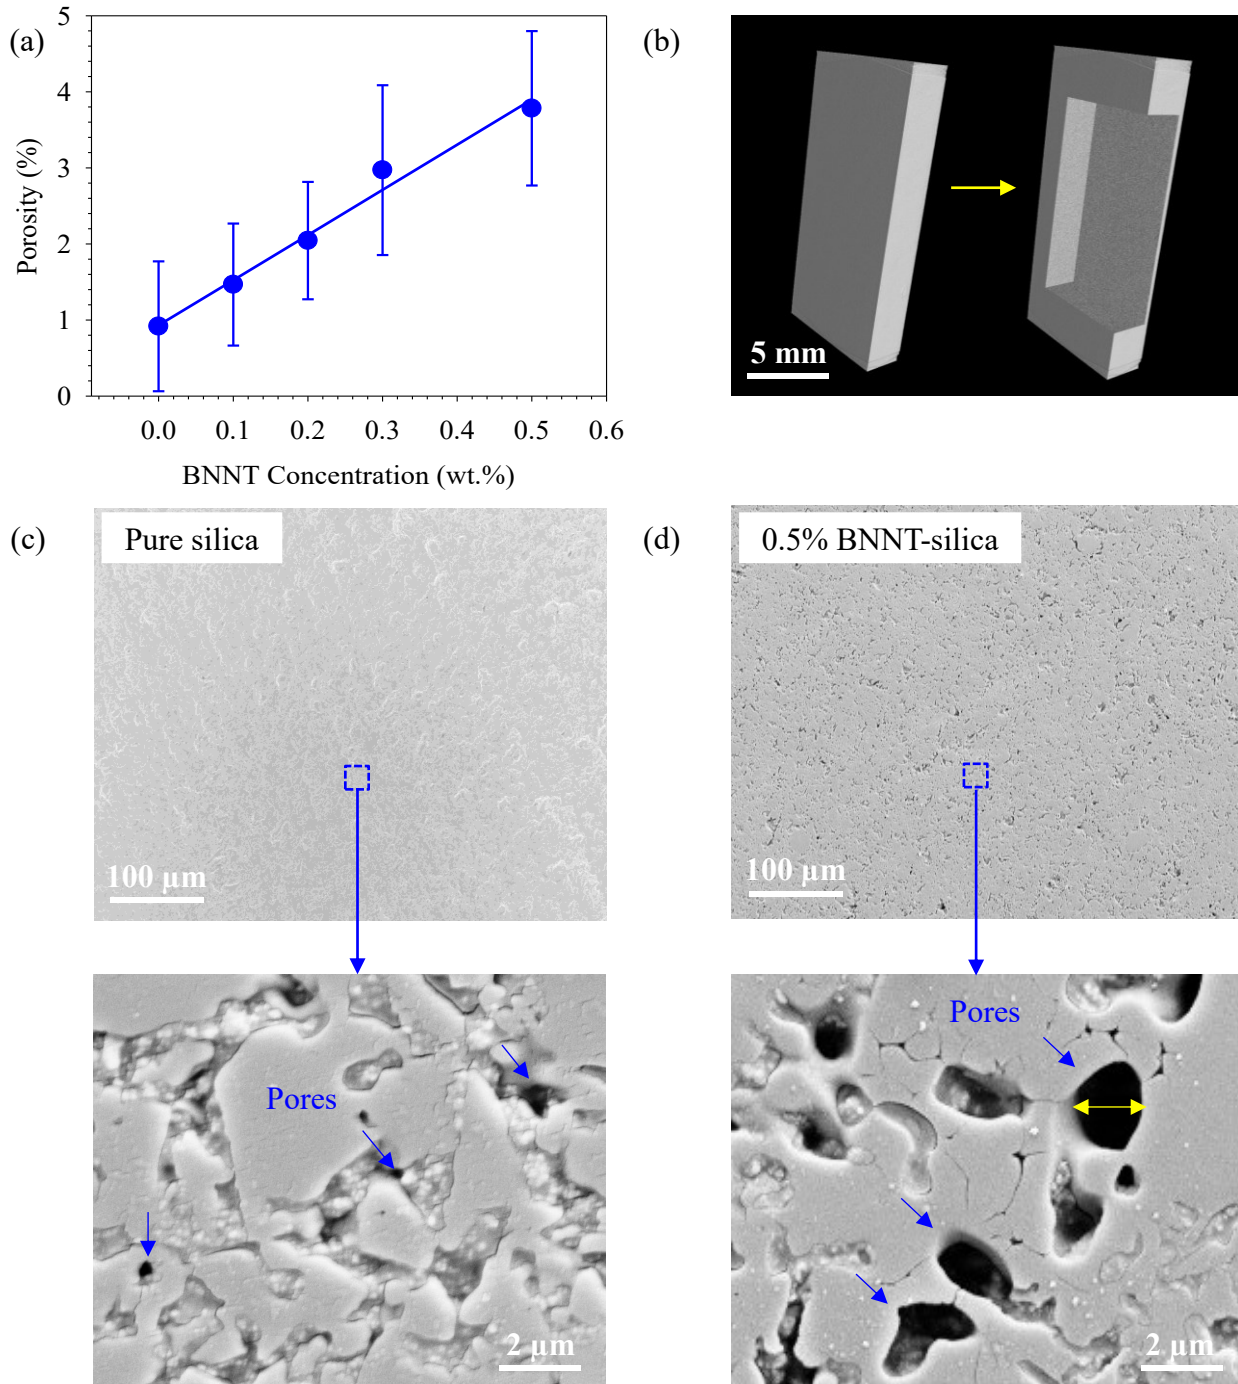 (a)
5
4
3
2
1
0
Porosity (%)
0.0 0.1 0.2 0.3 0.4 0.5 0.6
BNNT Concentration (wt.%)
(b)
5 mm
(c)
Pure silica
100 µm
Pores
2 µm
(d)
0.5% BNNT-silica
100 µm
Pores
2 µm